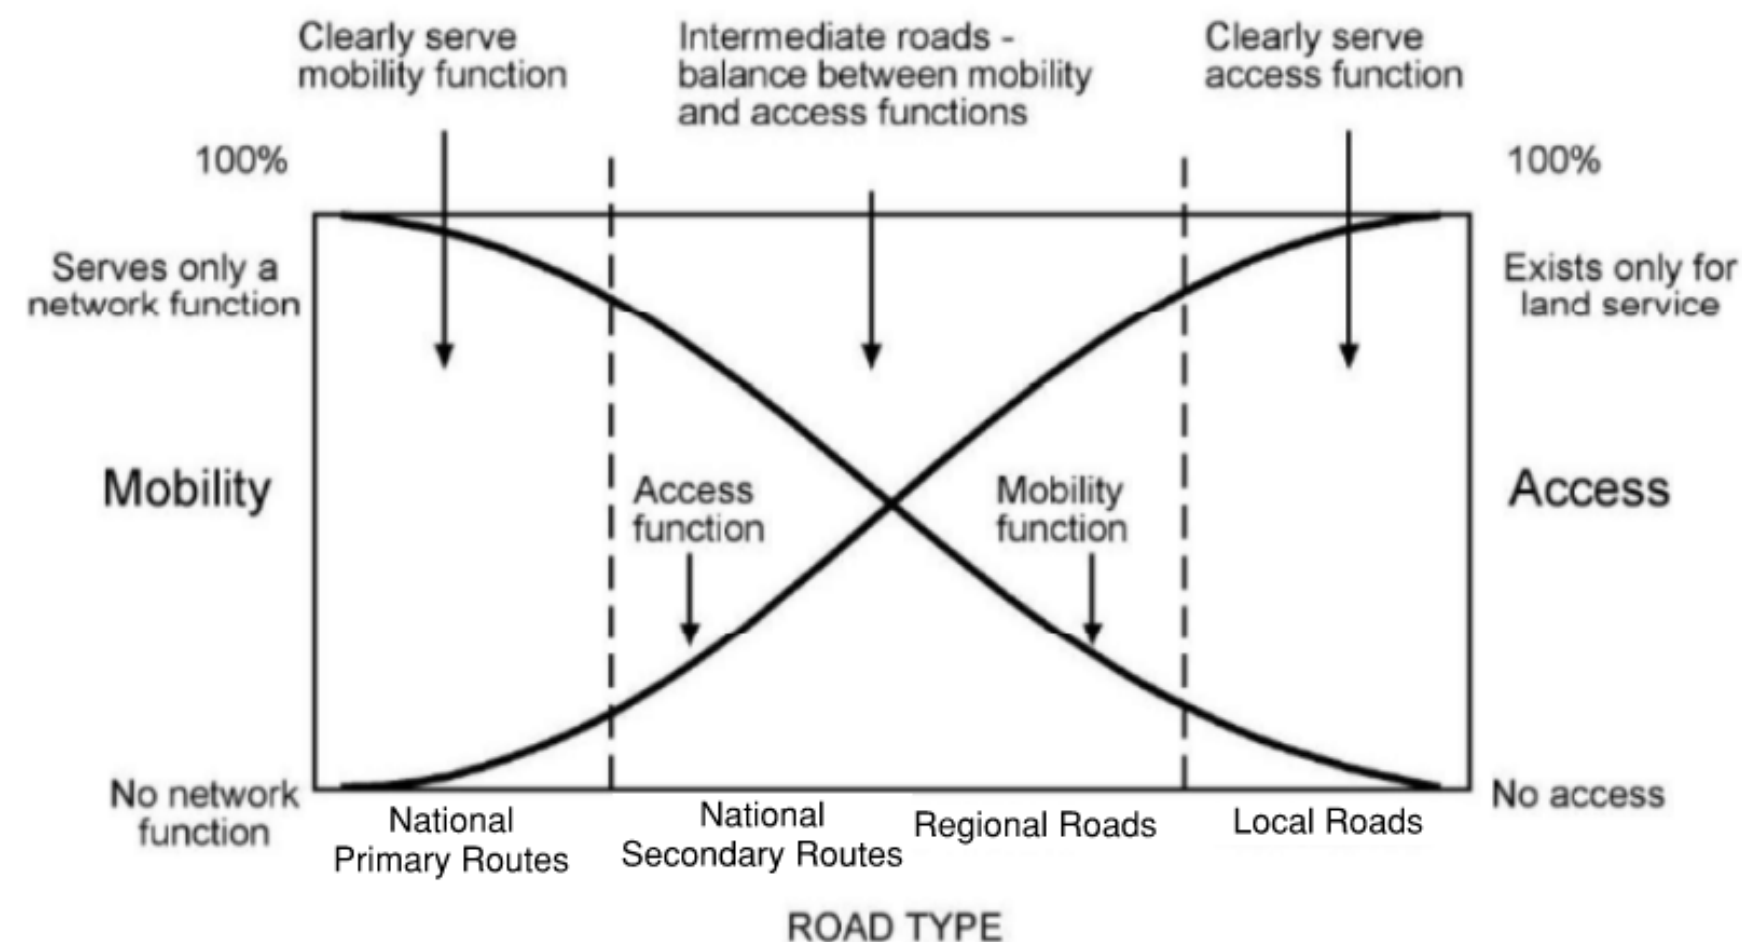 Clearly serve
mobility function
Intermediate roads -
balance between mobility
and access functions
Clearly serve
access function
100%
100%
Serves only a
network function
Exists only for
land service
Mobility
Access
function
Mobility
function
Access
No network
function
No access
National
Primary Routes
National
Secondary Routes
Regional Roads
Local Roads
ROAD TYPE